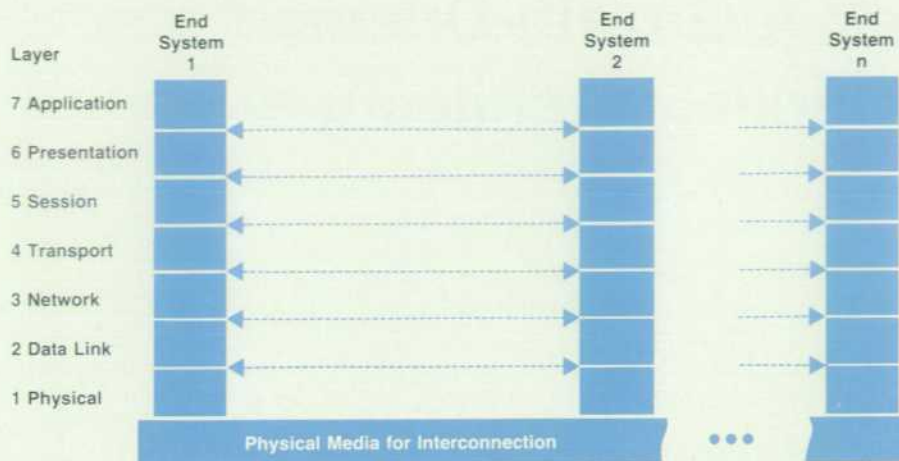 End
System
1
End
System
2
End
System
n
Layer
7 Application
6 Presentation
5 Session
4 Transport
3 Network
2 Data Link
1 Physical
Physical Media for Interconnection